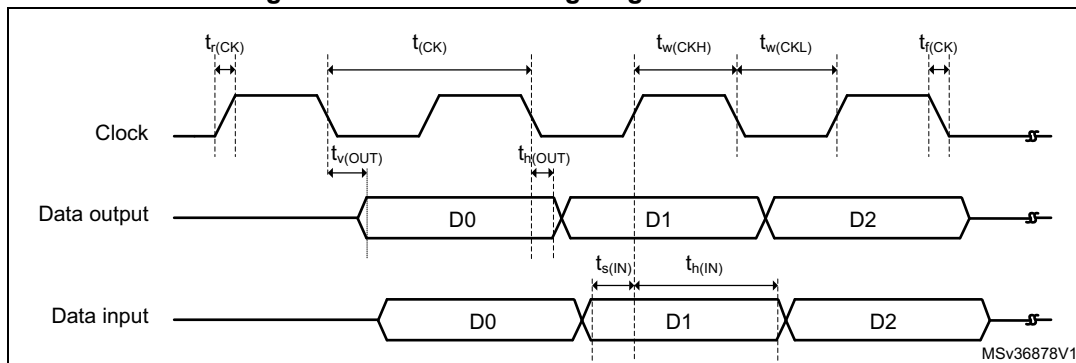 t_r(CK) t_(CK) t_w(CKH) t_w(CKL) t_f(CK)
Clock
t_v(OUT) t_h(OUT)
Data output D0 D1 D2
t_s(IN) t_h(IN)
Data input D0 D1 D2
MSv36878V1